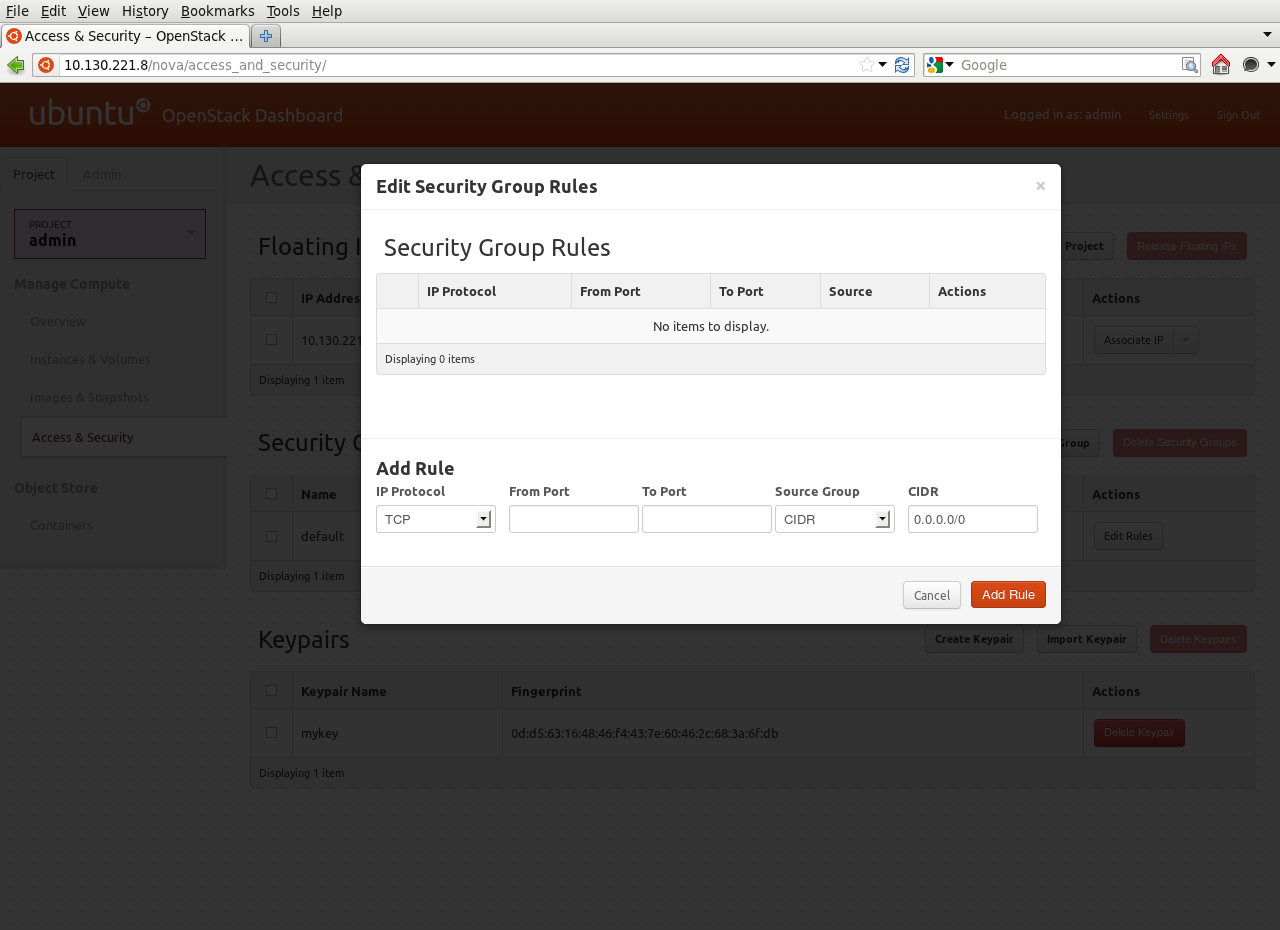 File Edit View History Bookmarks Tools Help
Access & Security – OpenStack ...
10.130.221.8/nova/access_and_security/
Google
ubuntu OpenStack Dashboard
Logged in as: admin Settings Sign Out
Project Admin
Access &
PROJECT
admin
Manage Compute
Overview
Instances & Volumes
Images & Snapshots
Access & Security
Object Store
Containers
Floating I
Project Release Floating IPs
IP Addres Actions
10.130.221 Associate IP
Displaying 1 item
Security G
Group Delete Security Groups
Name Actions
default Edit Rules
Displaying 1 item
Edit Security Group Rules ×
Security Group Rules
IP Protocol From Port To Port Source Actions
No items to display.
Displaying 0 items
Add Rule
IP Protocol From Port To Port Source Group CIDR
TCP CIDR 0.0.0.0/0
Cancel Add Rule
Keypairs
Create Keypair Import Keypair Delete Keypairs
Keypair Name Fingerprint Actions
mykey 0d:d5:63:16:48:46:f4:43:7e:60:46:2c:68:3a:6f:db Delete Keypair
Displaying 1 item